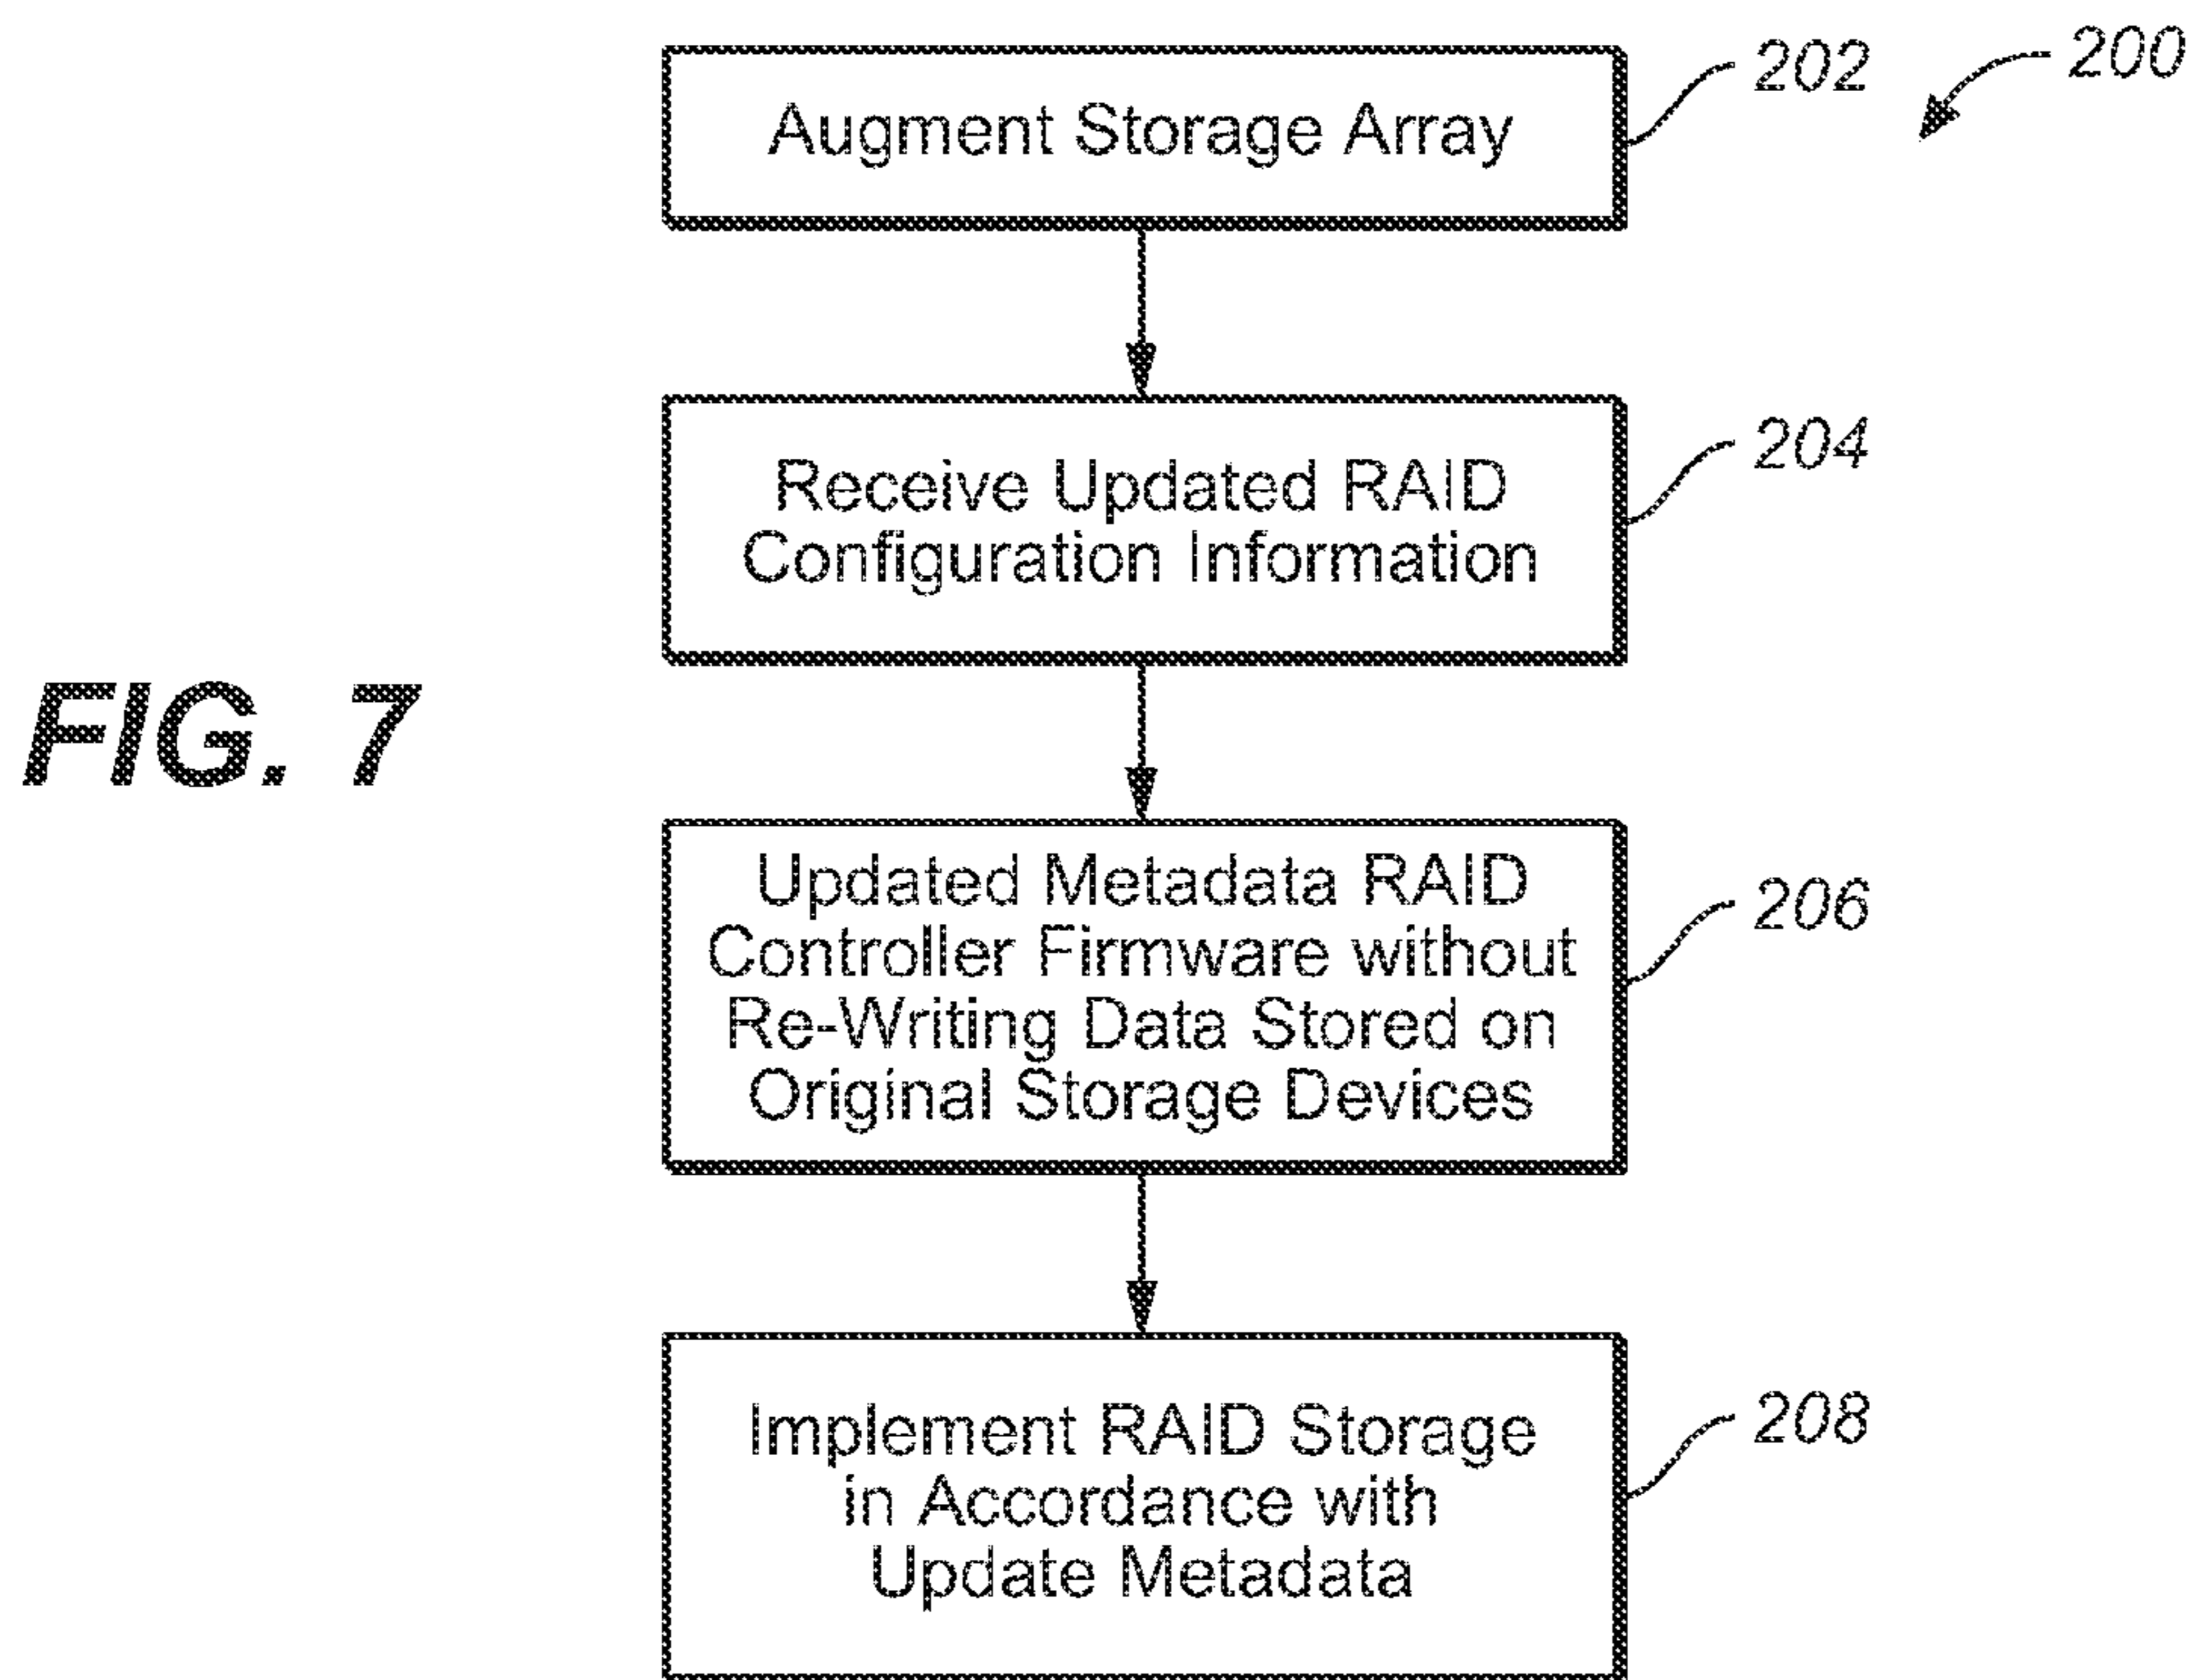 200
202
Augment Storage Array
204
Receive Updated RAID
Configuration Information
FIG. 7
206
Updated Metadata RAID
Controller Firmware without
Re-Writing Data Stored on
Original Storage Devices
208
Implement RAID Storage
in Accordance with
Update Metadata